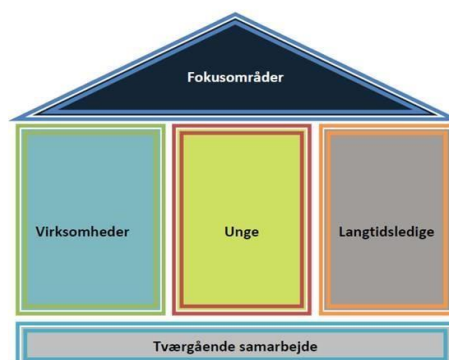 Fokusområder
Virksomheder
Unge
Langtidsledige
Tværgående samarbejde